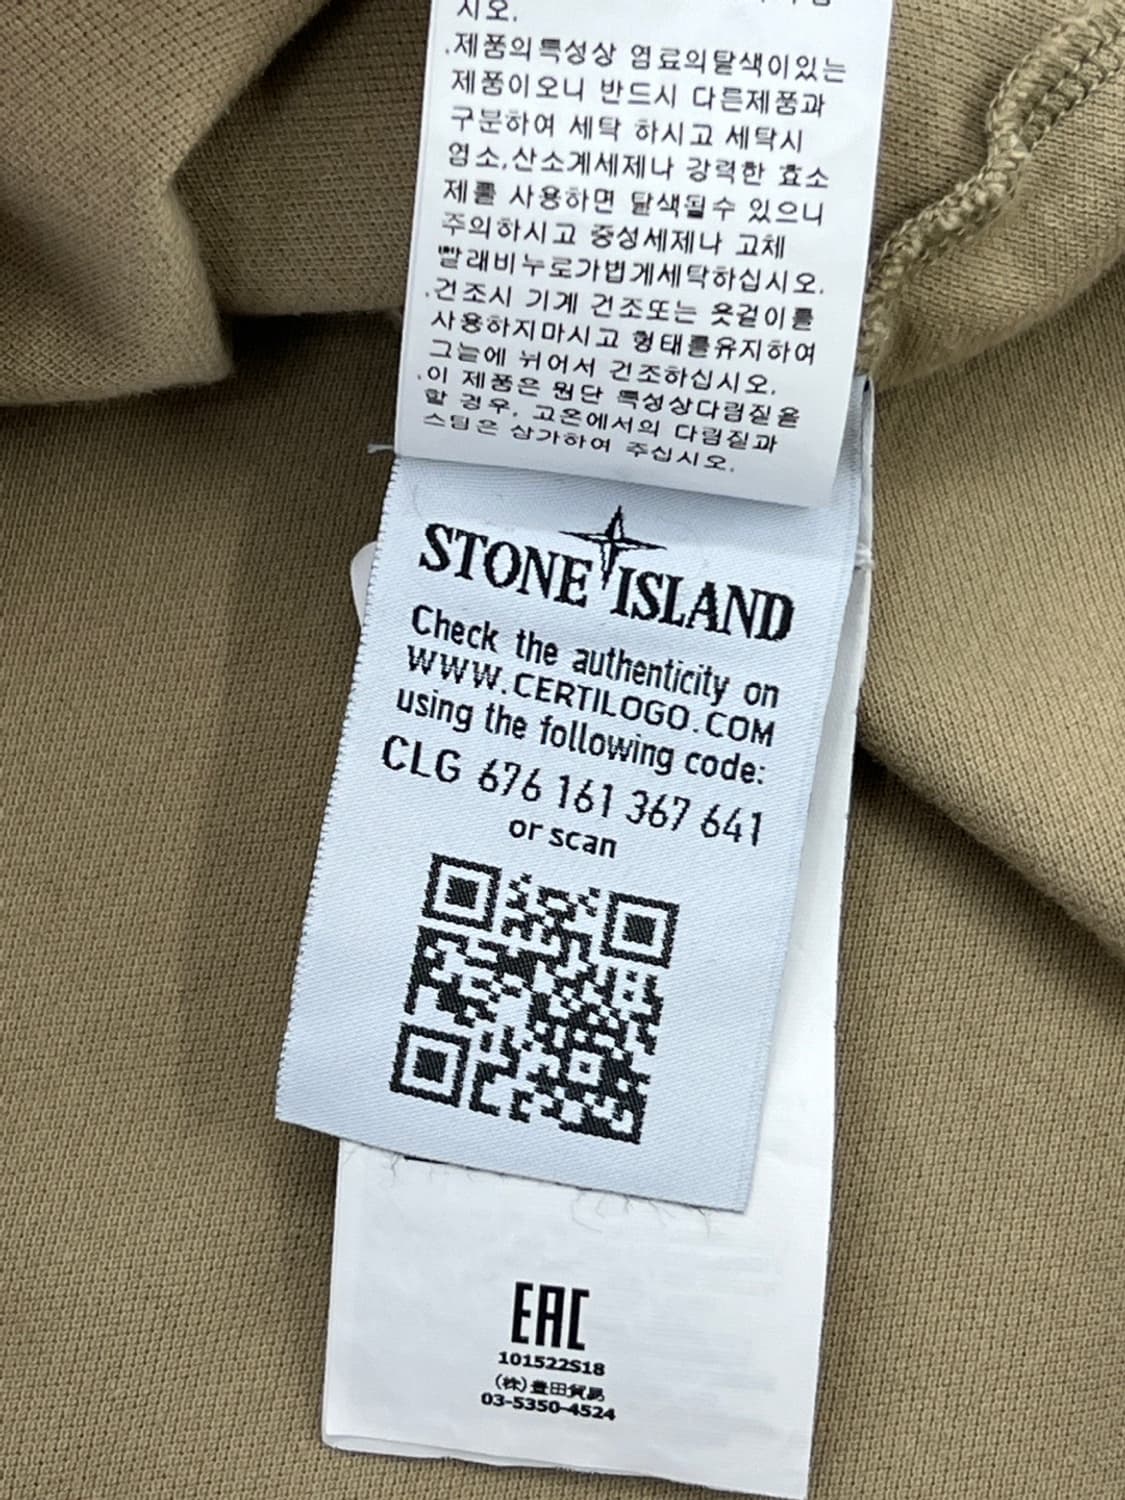 시오.
.제품의특성상 염료의탈색이있는
제품이오니 반드시 다른제품과
구분하여 세탁 하시고 세탁시
염소,산소계세제나 강력한 효소
제를 사용하면 탈색될수 있으니
주의하시고 중성세제나 고체
빨래비누로가볍게세탁하십시오.
.건조시 기계 건조또는 옷걸이를
사용하지마시고 형태를유지하여
그늘에 뉘어서 건조하십시오.
.이 제품은 원단 특성상다림질을
할 경우, 고온에서의 다림질과
스팀은 삼가하여 주십시오.
STONE ISLAND
Check the authenticity on
WWW.CERTILOGO.COM
using the following code:
CLG 676 161 367 641
or scan
EAC
101522S18
(株)豊田貿易
03-5350-4524